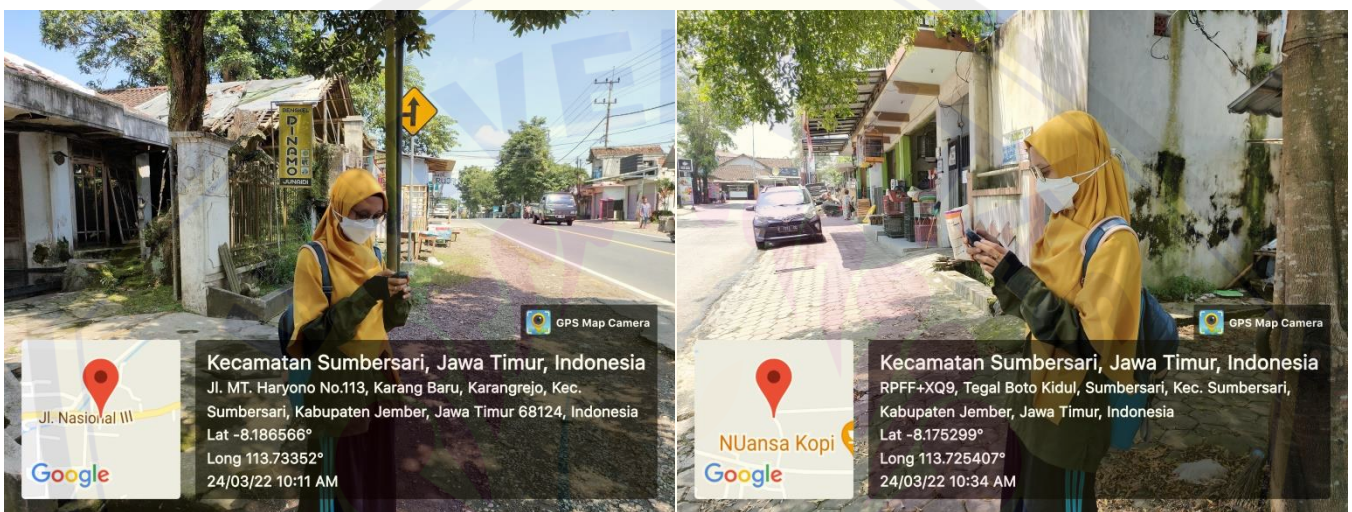 BENGKEL
DINAMO
JUNAIDI
GPS Map Camera
Kecamatan Sumbersari, Jawa Timur, Indonesia
Jl. MT. Haryono No.113, Karang Baru, Karangrejo, Kec.
Sumbersari, Kabupaten Jember, Jawa Timur 68124, Indonesia
Lat -8.186566°
Long 113.73352°
24/03/22 10:11 AM
Jl. Nasional III
Google
GPS Map Camera
Kecamatan Sumbersari, Jawa Timur, Indonesia
RPFF+XQ9, Tegal Boto Kidul, Sumbersari, Kec. Sumbersari,
Kabupaten Jember, Jawa Timur, Indonesia
Lat -8.175299°
Long 113.725407°
24/03/22 10:34 AM
NUansa Kopi
Google